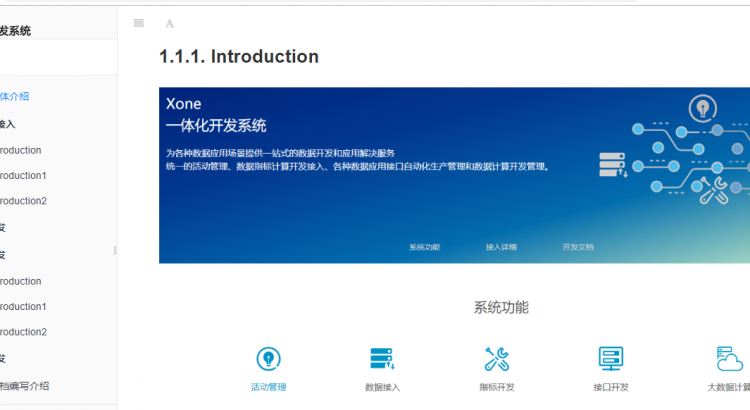 发系统
A
1.1.1. Introduction
体介绍
接入
roduction
roduction1
roduction2
发
发
roduction
roduction1
roduction2
发
档编写介绍
Xone
一体化开发系统
为各种数据应用场景提供一站式的数据开发和应用解决服务
统一的活动管理、数据指标计算开发接入、各种数据应用接口自动化生产管理和数据计算开发管理。
系统功能 接入详情 开发文档
系统功能
活动管理 数据接入 指标开发 接口开发 大数据计算